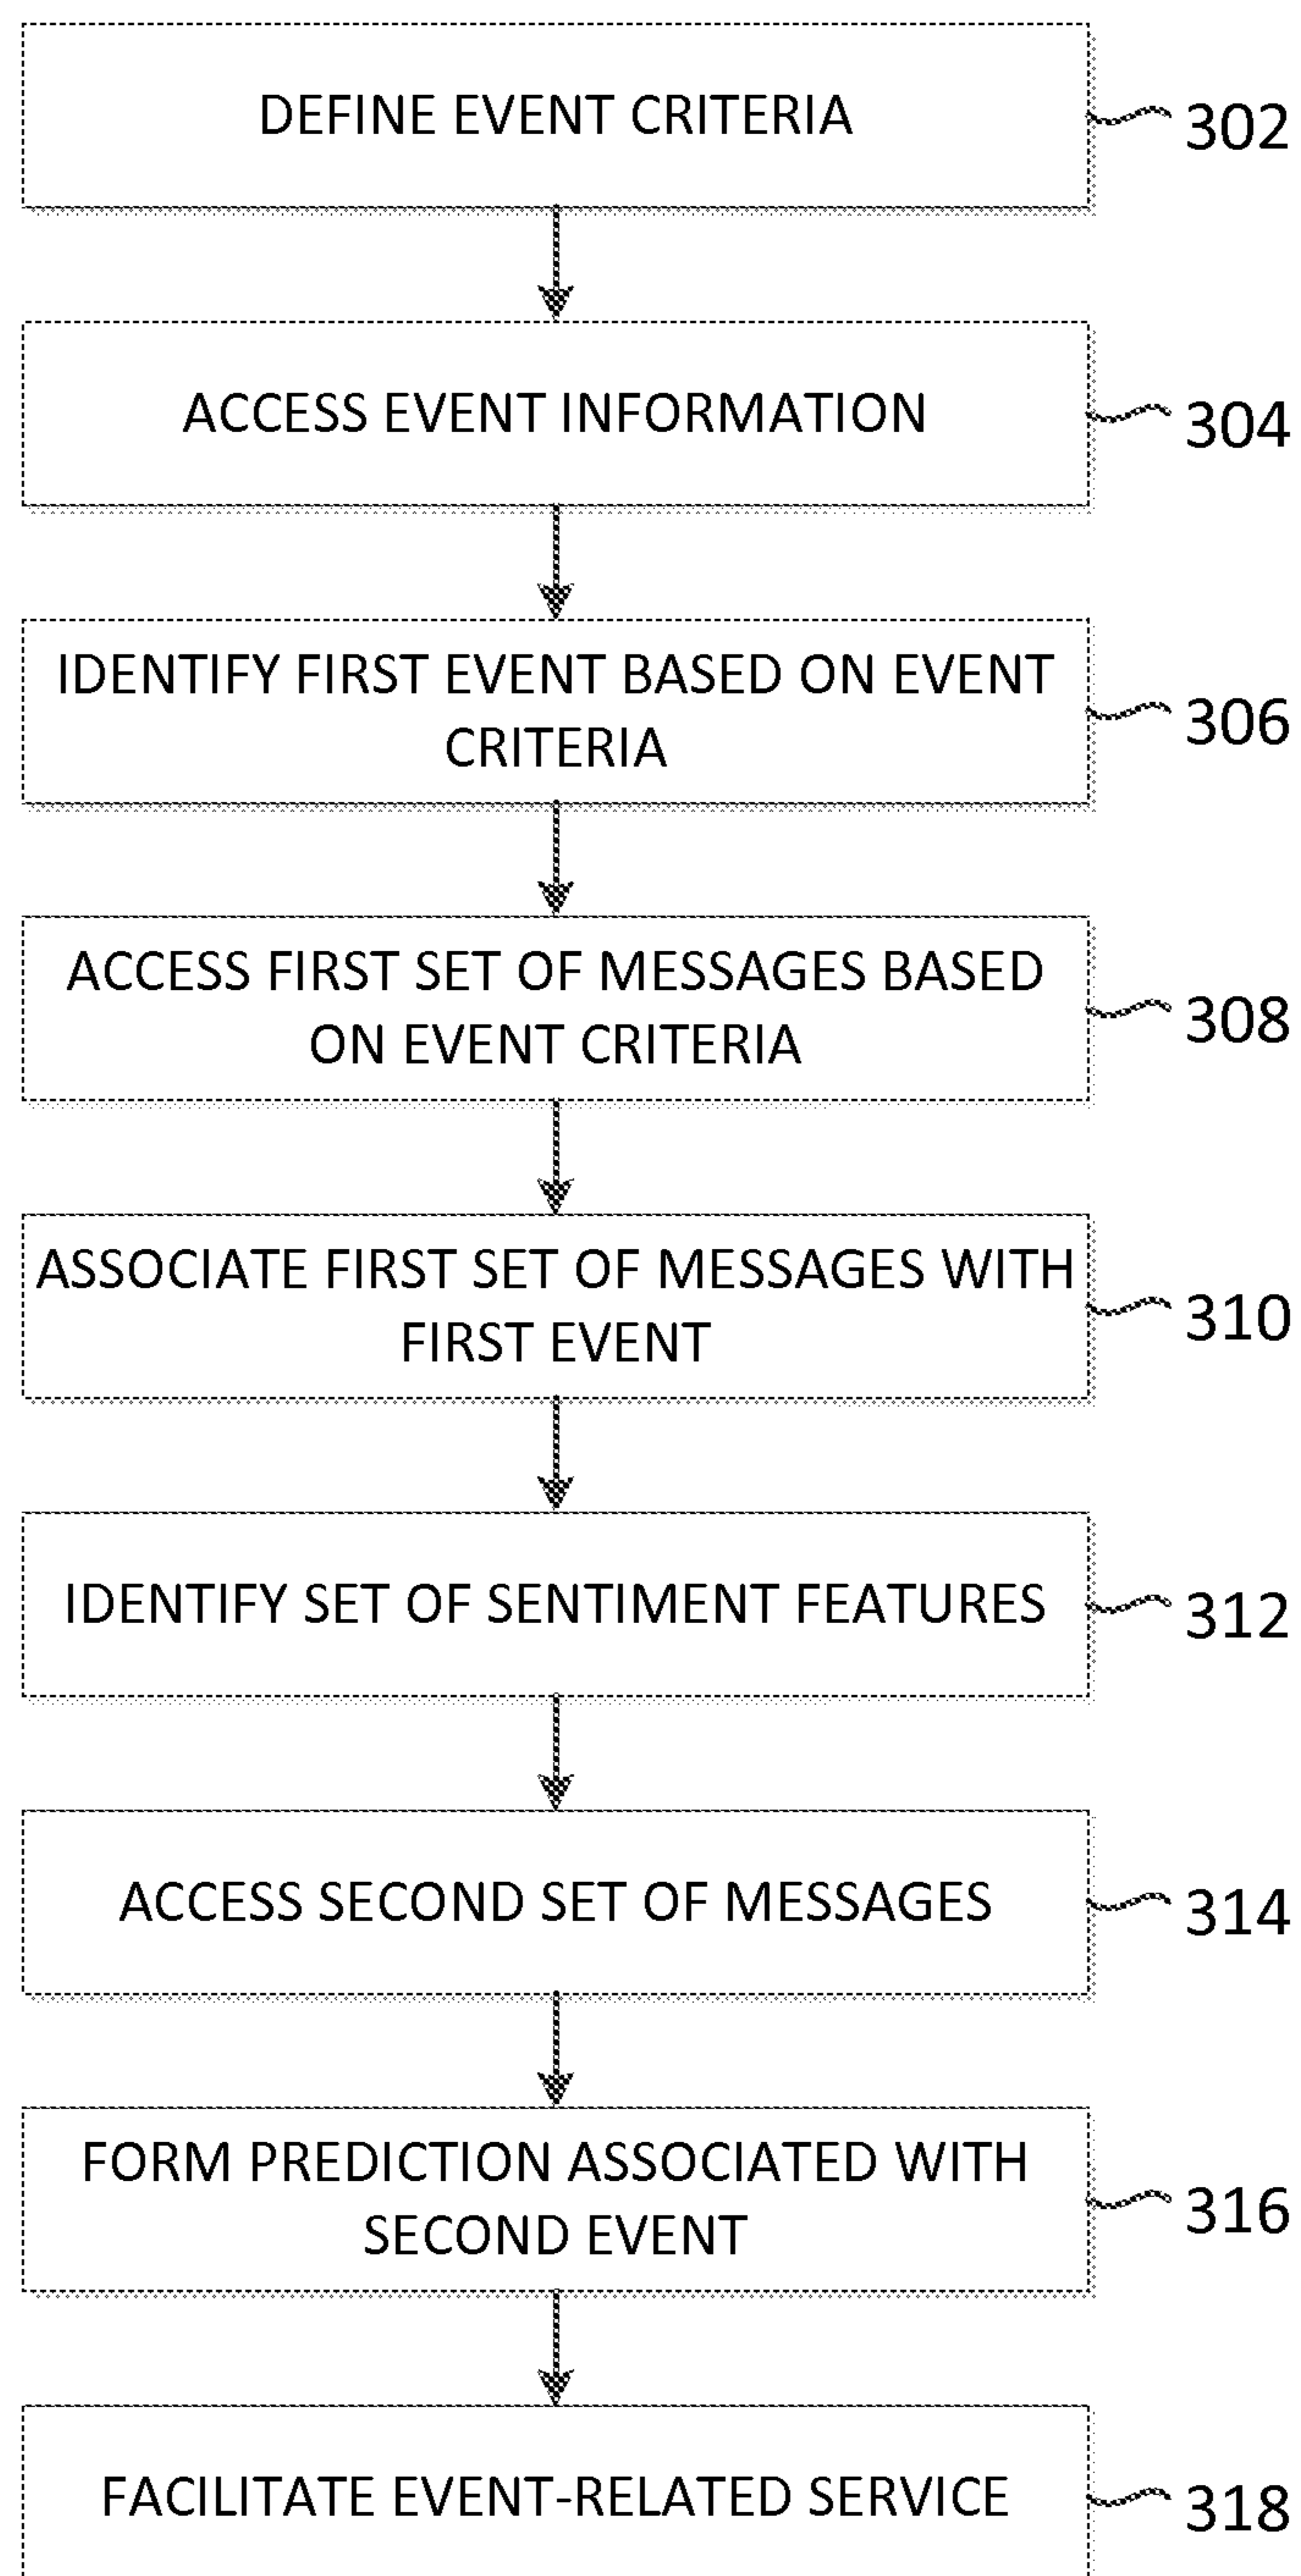 DEFINE EVENT CRITERIA
302
ACCESS EVENT INFORMATION
304
IDENTIFY FIRST EVENT BASED ON EVENT
CRITERIA
306
ACCESS FIRST SET OF MESSAGES BASED
ON EVENT CRITERIA
308
ASSOCIATE FIRST SET OF MESSAGES WITH
FIRST EVENT
310
IDENTIFY SET OF SENTIMENT FEATURES
312
ACCESS SECOND SET OF MESSAGES
314
FORM PREDICTION ASSOCIATED WITH
SECOND EVENT
316
FACILITATE EVENT-RELATED SERVICE
318